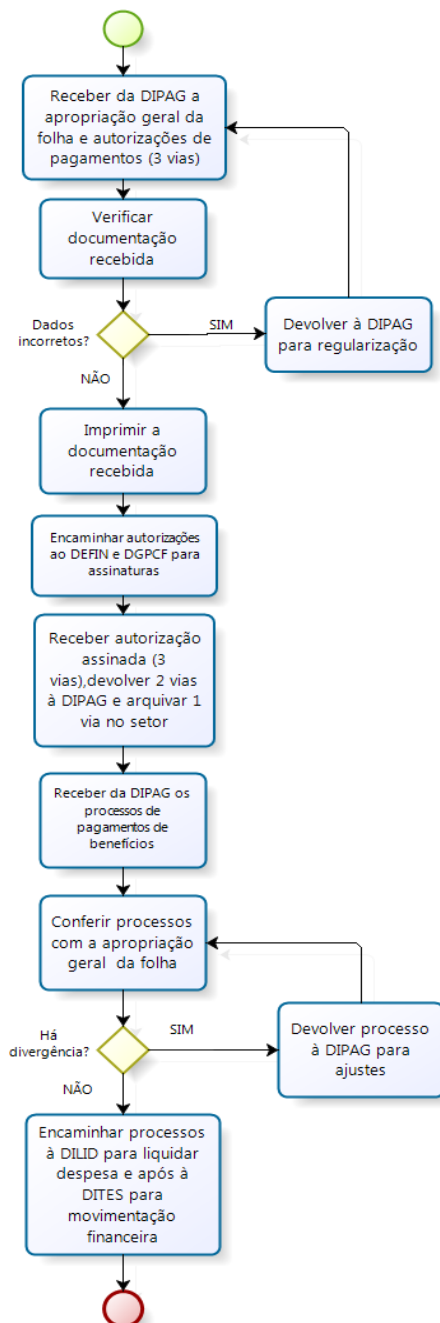 Receber da DIPAG a
apropriação geral da
folha e autorizações de
pagamentos (3 vias)
Verificar
documentação
recebida
Dados
incorretos?
SIM
Devolver à DIPAG
para regularização
NÃO
Imprimir a
documentação
recebida
Encaminhar autorizações
ao DEFIN e DGPCF para
assinaturas
Receber autorização
assinada (3
vias),devolver 2 vias
à DIPAG e arquivar 1
via no setor
Receber da DIPAG os
processos de
pagamentos de
benefícios
Conferir processos
com a apropriação
geral da folha
Há
divergência?
SIM
Devolver processo
à DIPAG para
ajustes
NÃO
Encaminhar processos
à DILID para liquidar
despesa e após à
DITES para
movimentação
financeira